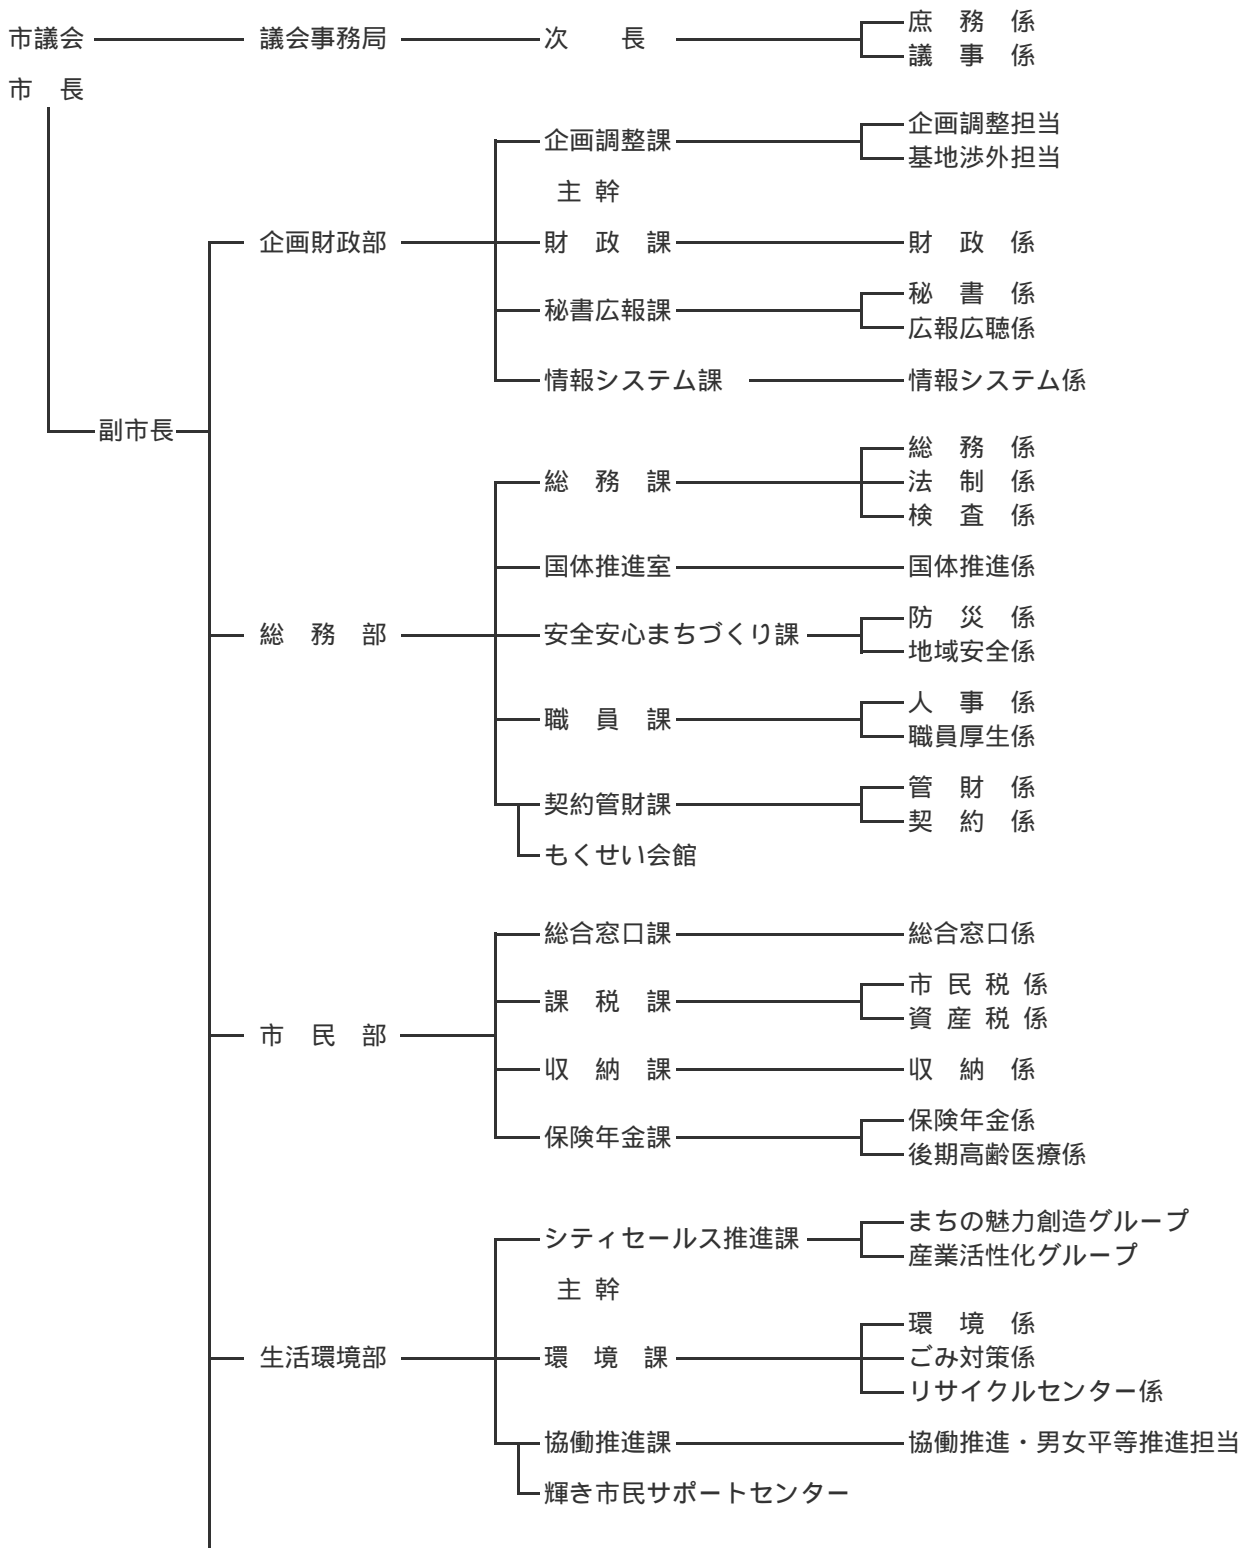 市議会 議会事務局 次 長 庶 務 係
議 事 係
市 長
企画調整課 企画調整担当
基地渉外担当
主 幹
企画財政部 財 政 課 財 政 係
秘書広報課 秘 書 係
広報広聴係
情報システム課 情報システム係
副市長
総 務 課 総 務 係
法 制 係
検 査 係
国体推進室 国体推進係
総 務 部 安全安心まちづくり課 防 災 係
地域安全係
職 員 課 人 事 係
職員厚生係
契約管財課 管 財 係
契 約 係
もくせい会館
総合窓口課 総合窓口係
課 税 課 市 民 税 係
資 産 税 係
市 民 部
収 納 課 収 納 係
保険年金課 保険年金係
後期高齢医療係
シティセールス推進課 まちの魅力創造グループ
産業活性化グループ
主 幹
生活環境部 環 境 課 環 境 係
ごみ対策係
リサイクルセンター係
協働推進課 協働推進・男女平等推進担当
輝き市民サポートセンター